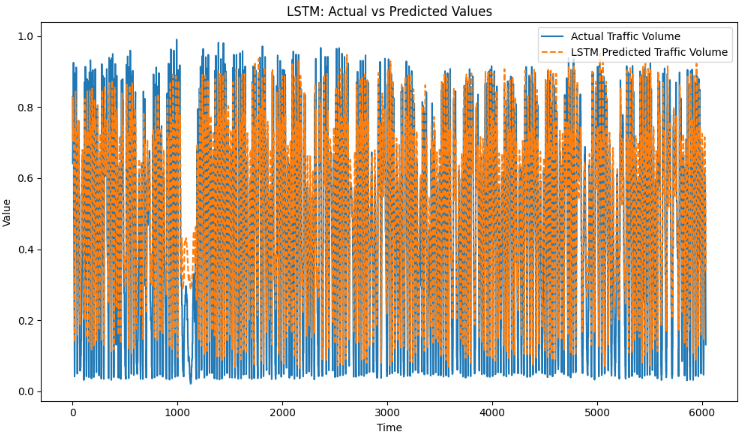 LSTM: Actual vs Predicted Values
Actual Traffic Volume
LSTM Predicted Traffic Volume
Value
1.0
0.8
0.6
0.4
0.2
0.0
0 1000 2000 3000 4000 5000 6000
Time